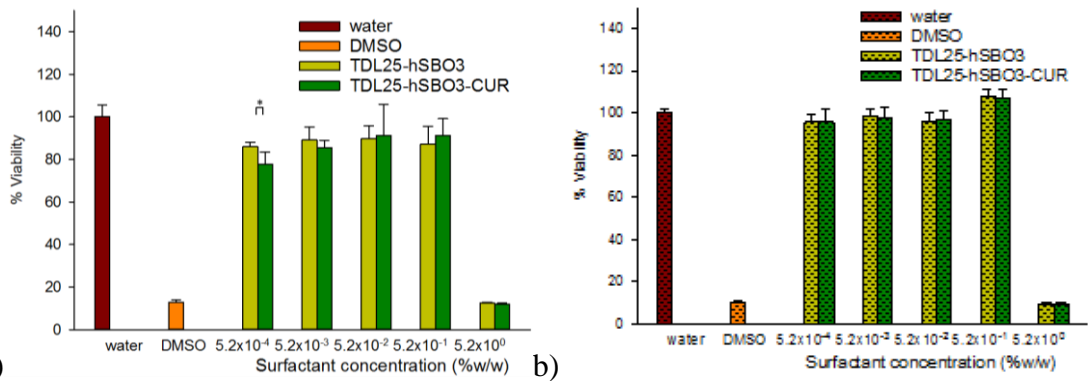 140
120
100
80
60
40
20
0
% Viability
water
DMSO
TDL25-hSBO3
TDL25-hSBO3-CUR
*
water DMSO 5.2x10⁻⁴ 5.2x10⁻³ 5.2x10⁻² 5.2x10⁻¹ 5.2x10⁰
Surfactant concentration (%w/w)
)
b)
140
120
100
80
60
40
20
0
% Viability
water
DMSO
TDL25-hSBO3
TDL25-hSBO3-CUR
water DMSO 5.2x10⁻⁴ 5.2x10⁻³ 5.2x10⁻² 5.2x10⁻¹ 5.2x10⁰
Surfactant concentration (%w/w)